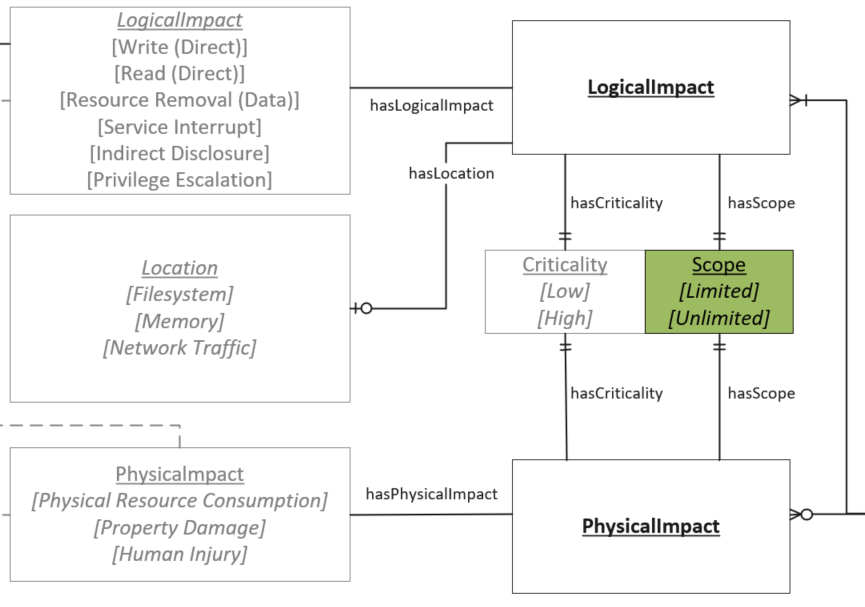 LogicalImpact
[Write (Direct)]
[Read (Direct)]
[Resource Removal (Data)]
[Service Interrupt]
[Indirect Disclosure]
[Privilege Escalation]
hasLogicalImpact
LogicalImpact
hasLocation
hasCriticality
hasScope
Location
[Filesystem]
[Memory]
[Network Traffic]
Criticality
[Low]
[High]
Scope
[Limited]
[Unlimited]
hasCriticality
hasScope
PhysicaImpact
[Physical Resource Consumption]
[Property Damage]
[Human Injury]
hasPhysicalImpact
PhysicalImpact